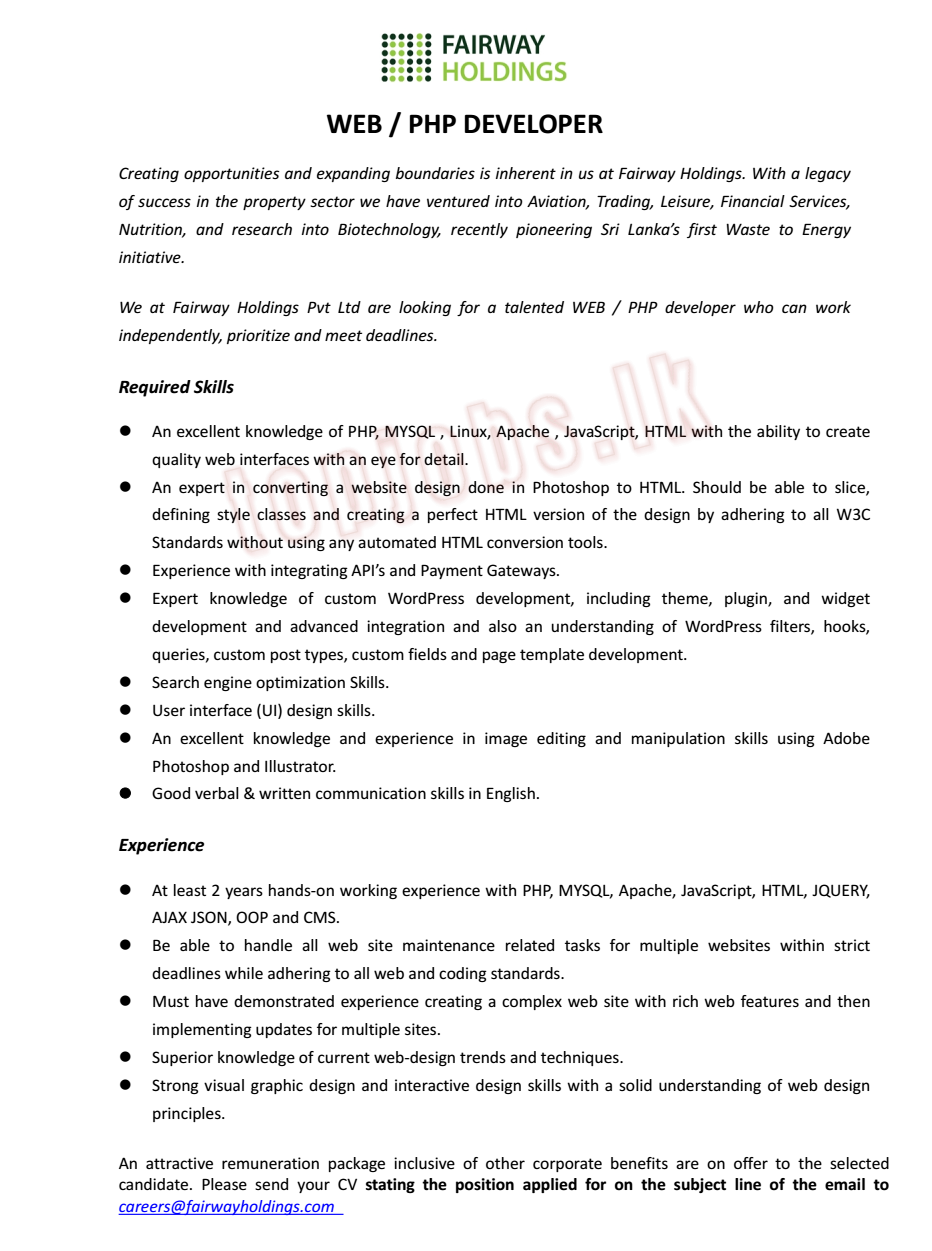 FAIRWAY
HOLDINGS
WEB / PHP DEVELOPER
Creating opportunities and expanding boundaries is inherent in us at Fairway Holdings. With a legacy
of success in the property sector we have ventured into Aviation, Trading, Leisure, Financial Services,
Nutrition, and research into Biotechnology, recently pioneering Sri Lanka’s first Waste to Energy
initiative.
We at Fairway Holdings Pvt Ltd are looking for a talented WEB / PHP developer who can work
independently, prioritize and meet deadlines.
Required Skills
● An excellent knowledge of PHP, MYSQL , Linux, Apache , JavaScript, HTML with the ability to create
quality web interfaces with an eye for detail.
● An expert in converting a website design done in Photoshop to HTML. Should be able to slice,
defining style classes and creating a perfect HTML version of the design by adhering to all W3C
Standards without using any automated HTML conversion tools.
● Experience with integrating API’s and Payment Gateways.
● Expert knowledge of custom WordPress development, including theme, plugin, and widget
development and advanced integration and also an understanding of WordPress filters, hooks,
queries, custom post types, custom fields and page template development.
● Search engine optimization Skills.
● User interface (UI) design skills.
● An excellent knowledge and experience in image editing and manipulation skills using Adobe
Photoshop and Illustrator.
● Good verbal & written communication skills in English.
Experience
● At least 2 years hands-on working experience with PHP, MYSQL, Apache, JavaScript, HTML, JQUERY,
AJAX JSON, OOP and CMS.
● Be able to handle all web site maintenance related tasks for multiple websites within strict
deadlines while adhering to all web and coding standards.
● Must have demonstrated experience creating a complex web site with rich web features and then
implementing updates for multiple sites.
● Superior knowledge of current web-design trends and techniques.
● Strong visual graphic design and interactive design skills with a solid understanding of web design
principles.
An attractive remuneration package inclusive of other corporate benefits are on offer to the selected
candidate. Please send your CV stating the position applied for on the subject line of the email to
careers@fairwayholdings.com